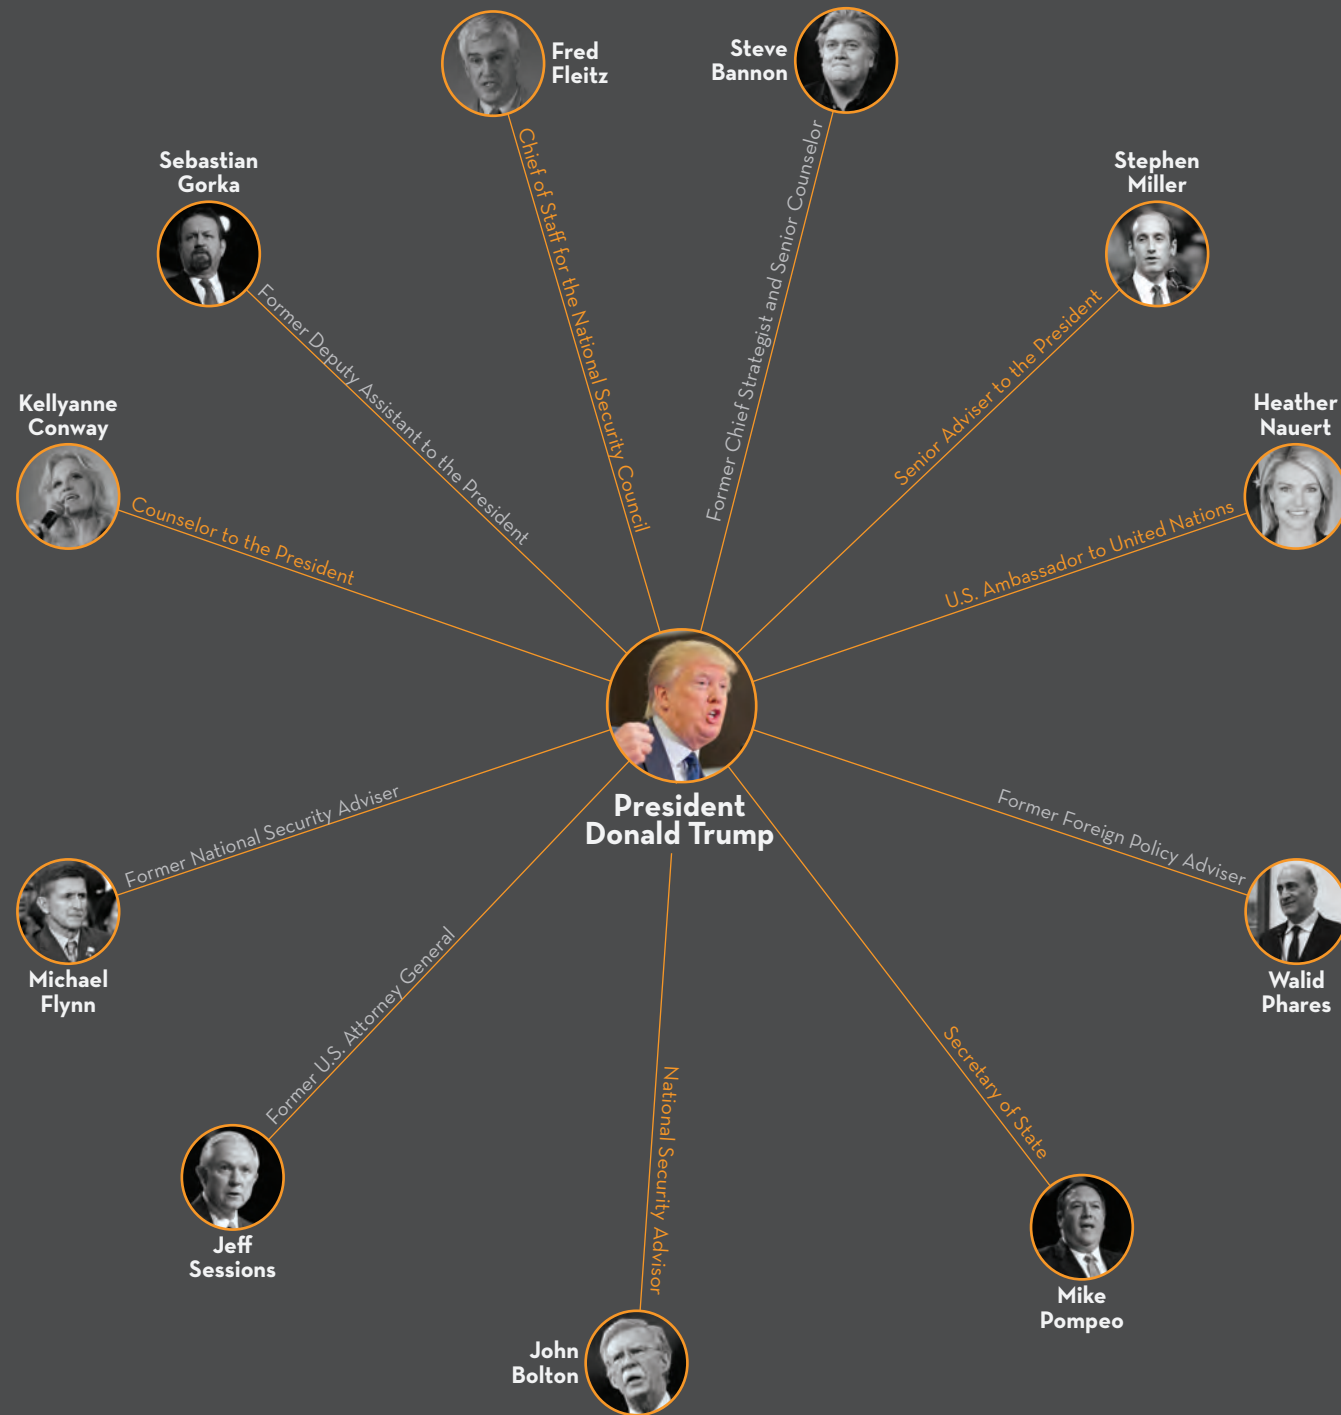 Fred
Fleitz
Steve
Bannon
Sebastian
Gorka
Stephen
Miller
Kellyanne
Conway
Heather
Nauert
Chief of Staff for the National Security Council
Former Chief Strategist and Senior Counselor
Former Deputy Assistant to the President
Senior Adviser to the President
Counselor to the President
U.S. Ambassador to United Nations
President
Donald Trump
Former National Security Adviser
Former Foreign Policy Adviser
Michael
Flynn
Walid
Phares
Former U.S. Attorney General
National Security Advisor
Secretary of State
Jeff
Sessions
Mike
Pompeo
John
Bolton